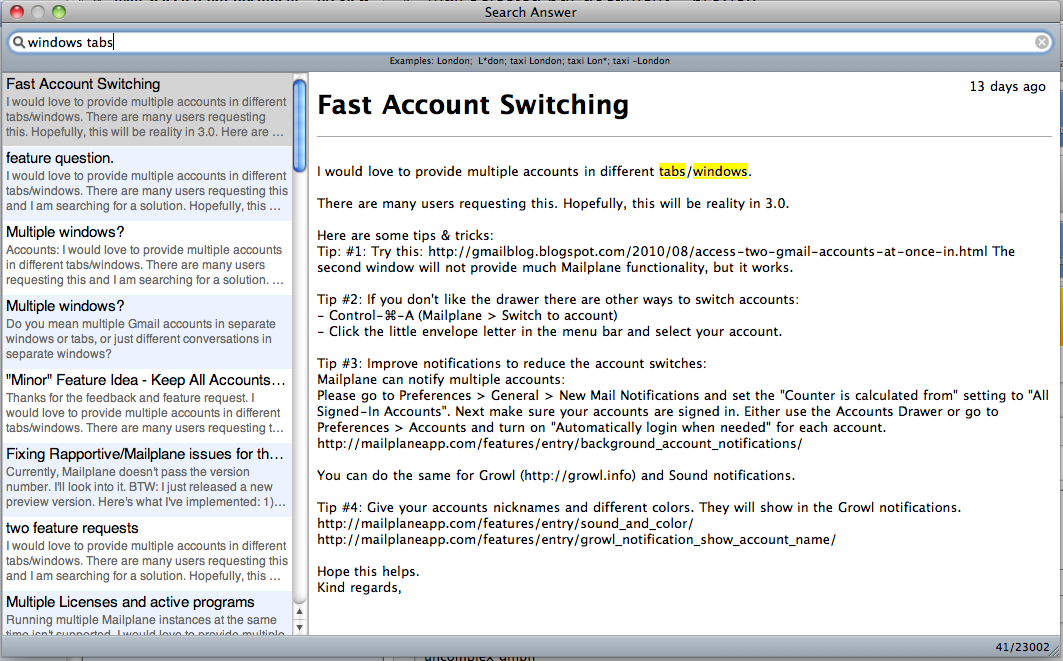 Search Answer
windows tabs
Examples: London; L*don; taxi London; taxi Lon*; taxi -London
Fast Account Switching
I would love to provide multiple accounts in different
tabs/windows. There are many users requesting
this. Hopefully, this will be reality in 3.0. Here are ...
feature question.
I would love to provide multiple accounts in different
tabs/windows. There are many users requesting this
and I am searching for a solution. Hopefully, this ...
Multiple windows?
Accounts: I would love to provide multiple accounts
in different tabs/windows. There are many users
requesting this and I am searching for a solution. ...
Multiple windows?
Do you mean multiple Gmail accounts in separate
windows or tabs, or just different conversations in
separate windows?
"Minor" Feature Idea - Keep All Accounts...
Thanks for the feedback and feature request. I
would love to provide multiple accounts in different
tabs/windows. There are many users requesting t...
Fixing Rapportive/Mailplane issues for th...
Currently, Mailplane doesn't pass the version
number. I'll look into it. BTW: I just released a new
preview version. Here's what I've implemented: 1)...
two feature requests
I would love to provide multiple accounts in different
tabs/windows. There are many users requesting this
and I am searching for a solution. Hopefully, this ...
Multiple Licenses and active programs
Running multiple Mailplane instances at the same
time isn't supported. I would love to provide multiple
13 days ago
Fast Account Switching
I would love to provide multiple accounts in different tabs/windows.
There are many users requesting this. Hopefully, this will be reality in 3.0.
Here are some tips & tricks:
Tip: #1: Try this: http://gmailblog.blogspot.com/2010/08/access-two-gmail-accounts-at-once-in.html The
second window will not provide much Mailplane functionality, but it works.
Tip #2: If you don't like the drawer there are other ways to switch accounts:
- Control-⌘-A (Mailplane > Switch to account)
- Click the little envelope letter in the menu bar and select your account.
Tip #3: Improve notifications to reduce the account switches:
Mailplane can notify multiple accounts:
Please go to Preferences > General > New Mail Notifications and set the "Counter is calculated from" setting to "All
Signed-In Accounts". Next make sure your accounts are signed in. Either use the Accounts Drawer or go to
Preferences > Accounts and turn on "Automatically login when needed" for each account.
http://mailplaneapp.com/features/entry/background_account_notifications/
You can do the same for Growl (http://growl.info) and Sound notifications.
Tip #4: Give your accounts nicknames and different colors. They will show in the Growl notifications.
http://mailplaneapp.com/features/entry/sound_and_color/
http://mailplaneapp.com/features/entry/growl_notification_show_account_name/
Hope this helps.
Kind regards,
41/23002